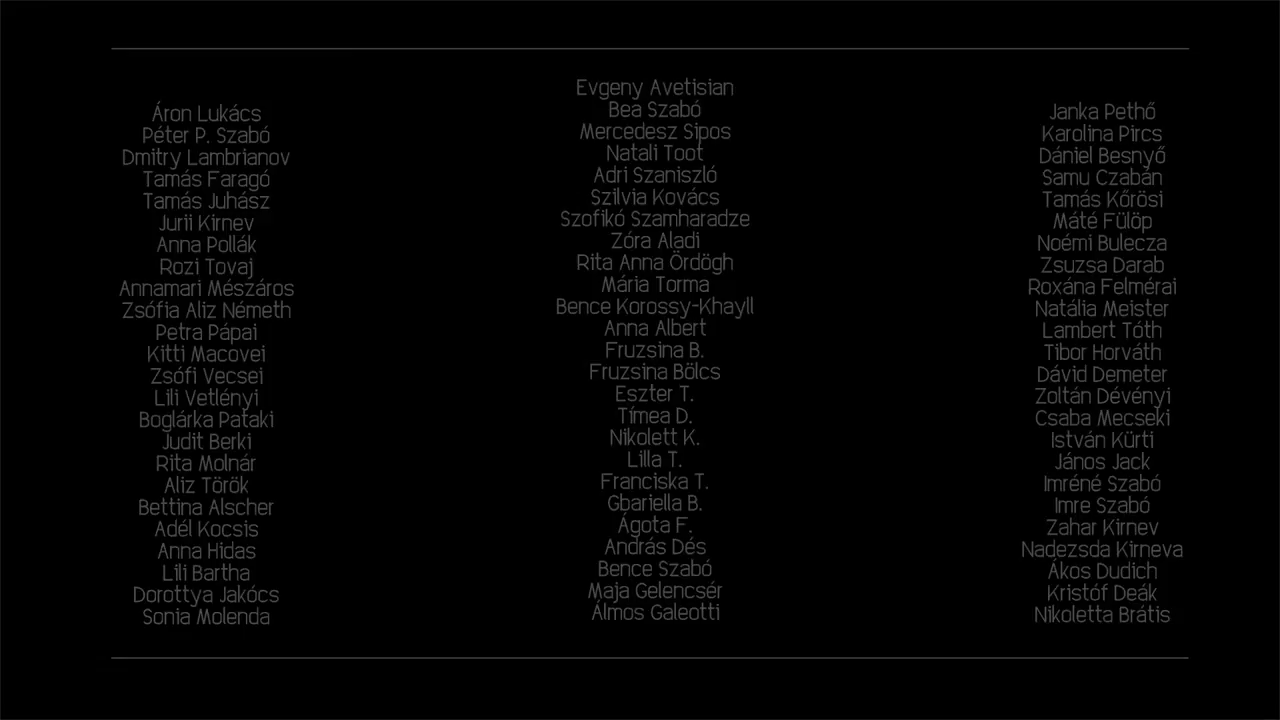 Áron Lukács
Péter P. Szabó
Dmitry Lambrianov
Tamás Faragó
Tamás Juhász
Jurii Kirnev
Anna Pollák
Rozi Tovaj
Annamari Mészáros
Zsófia Aliz Németh
Petra Pápai
Kitti Macovei
Zsófi Vecsei
Lili Vetlényi
Boglárka Pataki
Judit Berki
Rita Molnár
Aliz Török
Bettina Alscher
Adél Kocsis
Anna Hidas
Lili Bartha
Dorottya Jakócs
Sonia Molenda
Evgeny Avetisian
Bea Szabó
Mercedesz Sipos
Natali Toot
Adri Szaniszló
Szilvia Kovács
Szofikó Szamharadze
Zóra Aladi
Rita Anna Ördögh
Mária Torma
Bence Korossy-Khayll
Anna Albert
Fruzsina B.
Fruzsina Bölcs
Eszter T.
Tímea D.
Nikolett K.
Lilla T.
Franciska T.
Gbariella B.
Ágota F.
András Dés
Bence Szabó
Maja Gelencsér
Álmos Galeotti
Janka Pethő
Karolina Pircs
Dániel Besnyő
Samu Czabán
Tamás Kőrösi
Máté Fülöp
Noémi Bulecza
Zsuzsa Darab
Roxána Felmérai
Natália Meister
Lambert Tóth
Tibor Horváth
Dávid Demeter
Zoltán Dévényi
Csaba Mecseki
István Kürti
János Jack
Imréné Szabó
Imre Szabó
Zahar Kirnev
Nadezsda Kirneva
Ákos Dudich
Kristóf Deák
Nikoletta Brátis